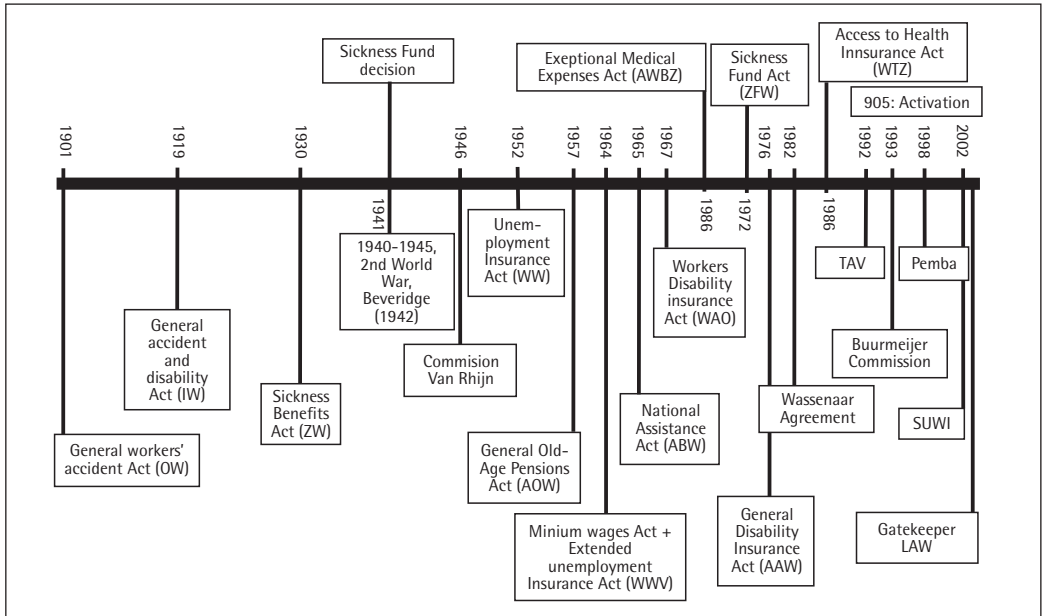 Sickness Fund
decision
Exeptional Medical
Expenses Act (AWBZ)
Sickness
Fund Act
(ZFW)
Access to Health
Innsurance Act
(WTZ)
905: Activation
1901
1919
1930
1946
1952
1957
1964
1965
1967
1976
1982
1992
1993
1998
2002
1941
1986
1972
1986
1940-1945,
2nd World
War,
Beveridge
(1942)
Unem-
ployment
Insurance
Act (WW)
Workers
Disability
insurance
Act (WAO)
TAV
Pemba
General
accident
and
disability
Act (IW)
Commision
Van Rhijn
Buurmeijer
Commission
Sickness
Benefits
Act (ZW)
National
Assistance
Act (ABW)
Wassenaar
Agreement
SUWI
General workers'
accident Act (OW)
General Old-
Age Pensions
Act (AOW)
Minium wages Act +
Extended
unemployment
Insurance Act (WWV)
General
Disability
Insurance
Act (AAW)
Gatekeeper
LAW